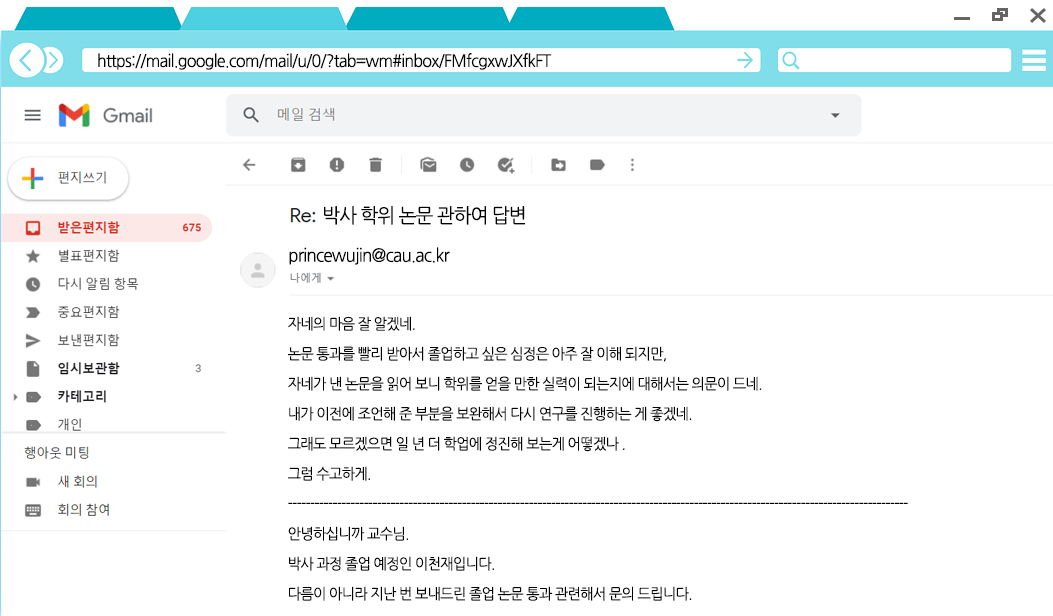 https://mail.google.com/mail/u/0/?tab=wm#inbox/FMfcgxwJXfkFT
Gmail
메일 검색
편지쓰기
받은편지함 675
별표편지함
다시 알림 항목
중요편지함
보낸편지함
임시보관함 3
카테고리
개인
행아웃 미팅
새 회의
회의 참여
Re: 박사 학위 논문 관하여 답변
princewujin@cau.ac.kr
나에게
자네의 마음 잘 알겠네.
논문 통과를 빨리 받아서 졸업하고 싶은 심정은 아주 잘 이해 되지만,
자네가 낸 논문을 읽어 보니 학위를 얻을 만한 실력이 되는지에 대해서는 의문이 드네.
내가 이전에 조언해 준 부분을 보완해서 다시 연구를 진행하는 게 좋겠네.
그래도 모르겠으면 일 년 더 학업에 정진해 보는게 어떻겠나 .
그럼 수고하게.
안녕하십니까 교수님.
박사 과정 졸업 예정인 이천재입니다.
다름이 아니라 지난 번 보내드린 졸업 논문 통과 관련해서 문의 드립니다.